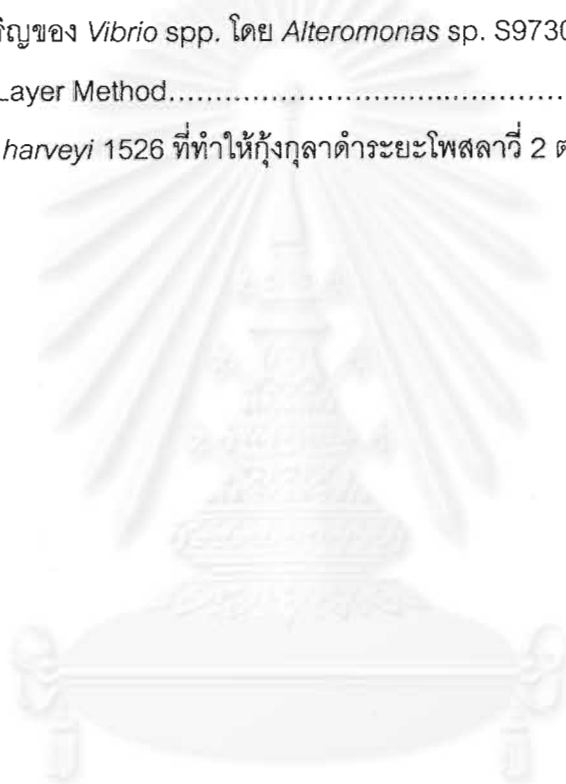 ริญของ Vibrio spp. โดย Alteromonas sp. S9730
Layer Method..........................................
harveyi 1526 ที่ทำให้กุ้งกุลาดำระยะโพสลาวี่ 2 ต